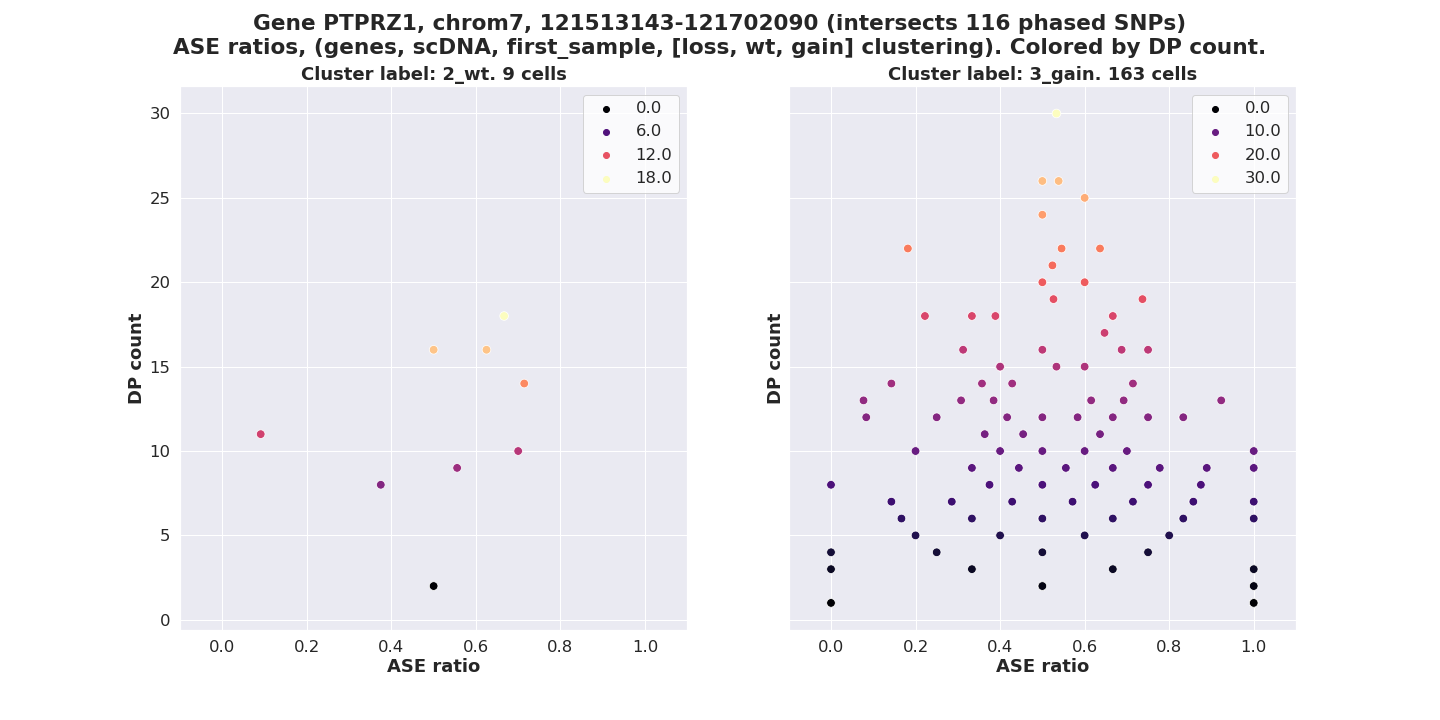 Gene PTPRZ1, chrom7, 121513143-121702090 (intersects 116 phased SNPs)
ASE ratios, (genes, scDNA, first_sample, [loss, wt, gain] clustering). Colored by DP count.
Cluster label: 2_wt. 9 cells
0.0
6.0
12.0
18.0
30
25
20
15
10
5
0
DP count
0.0 0.2 0.4 0.6 0.8 1.0
ASE ratio
Cluster label: 3_gain. 163 cells
0.0
10.0
20.0
30.0
DP count
0.0 0.2 0.4 0.6 0.8 1.0
ASE ratio